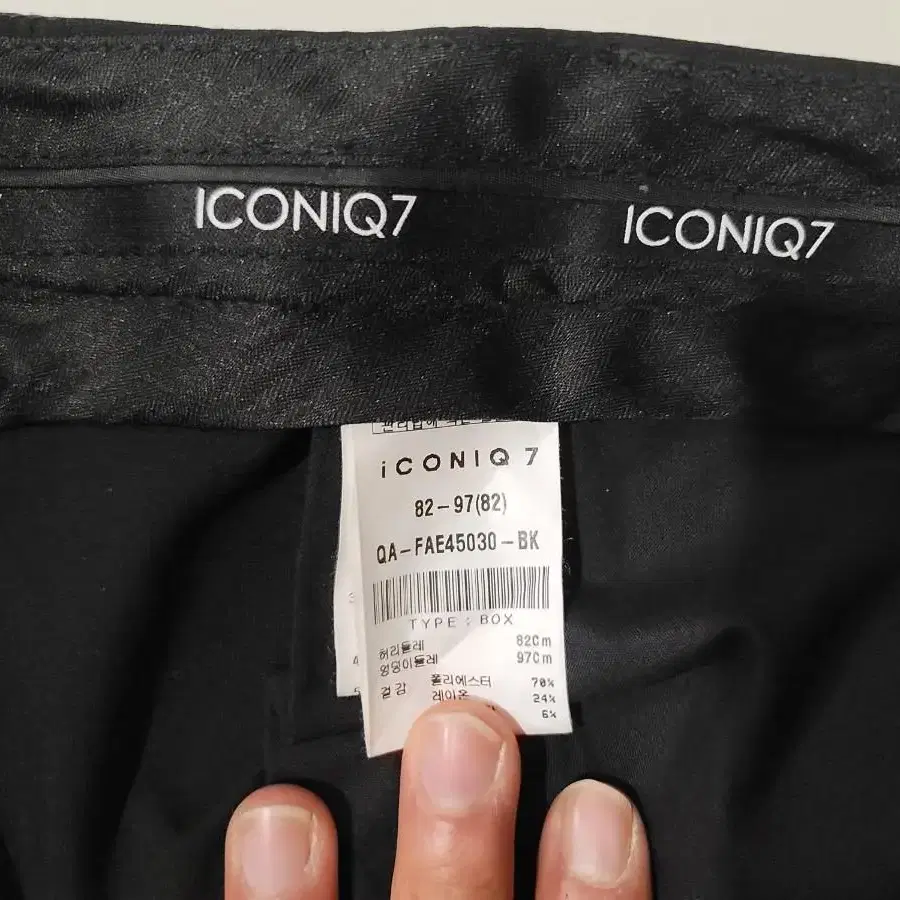 ICONIQ7
ICONIQ7
iCONIQ 7
82-97(82)
QA-FAE45030-BK
TYPE : BOX
허리둘레 82Cm
엉덩이둘레 97Cm
겉감 폴리에스터 70%
레이온 24%
6%